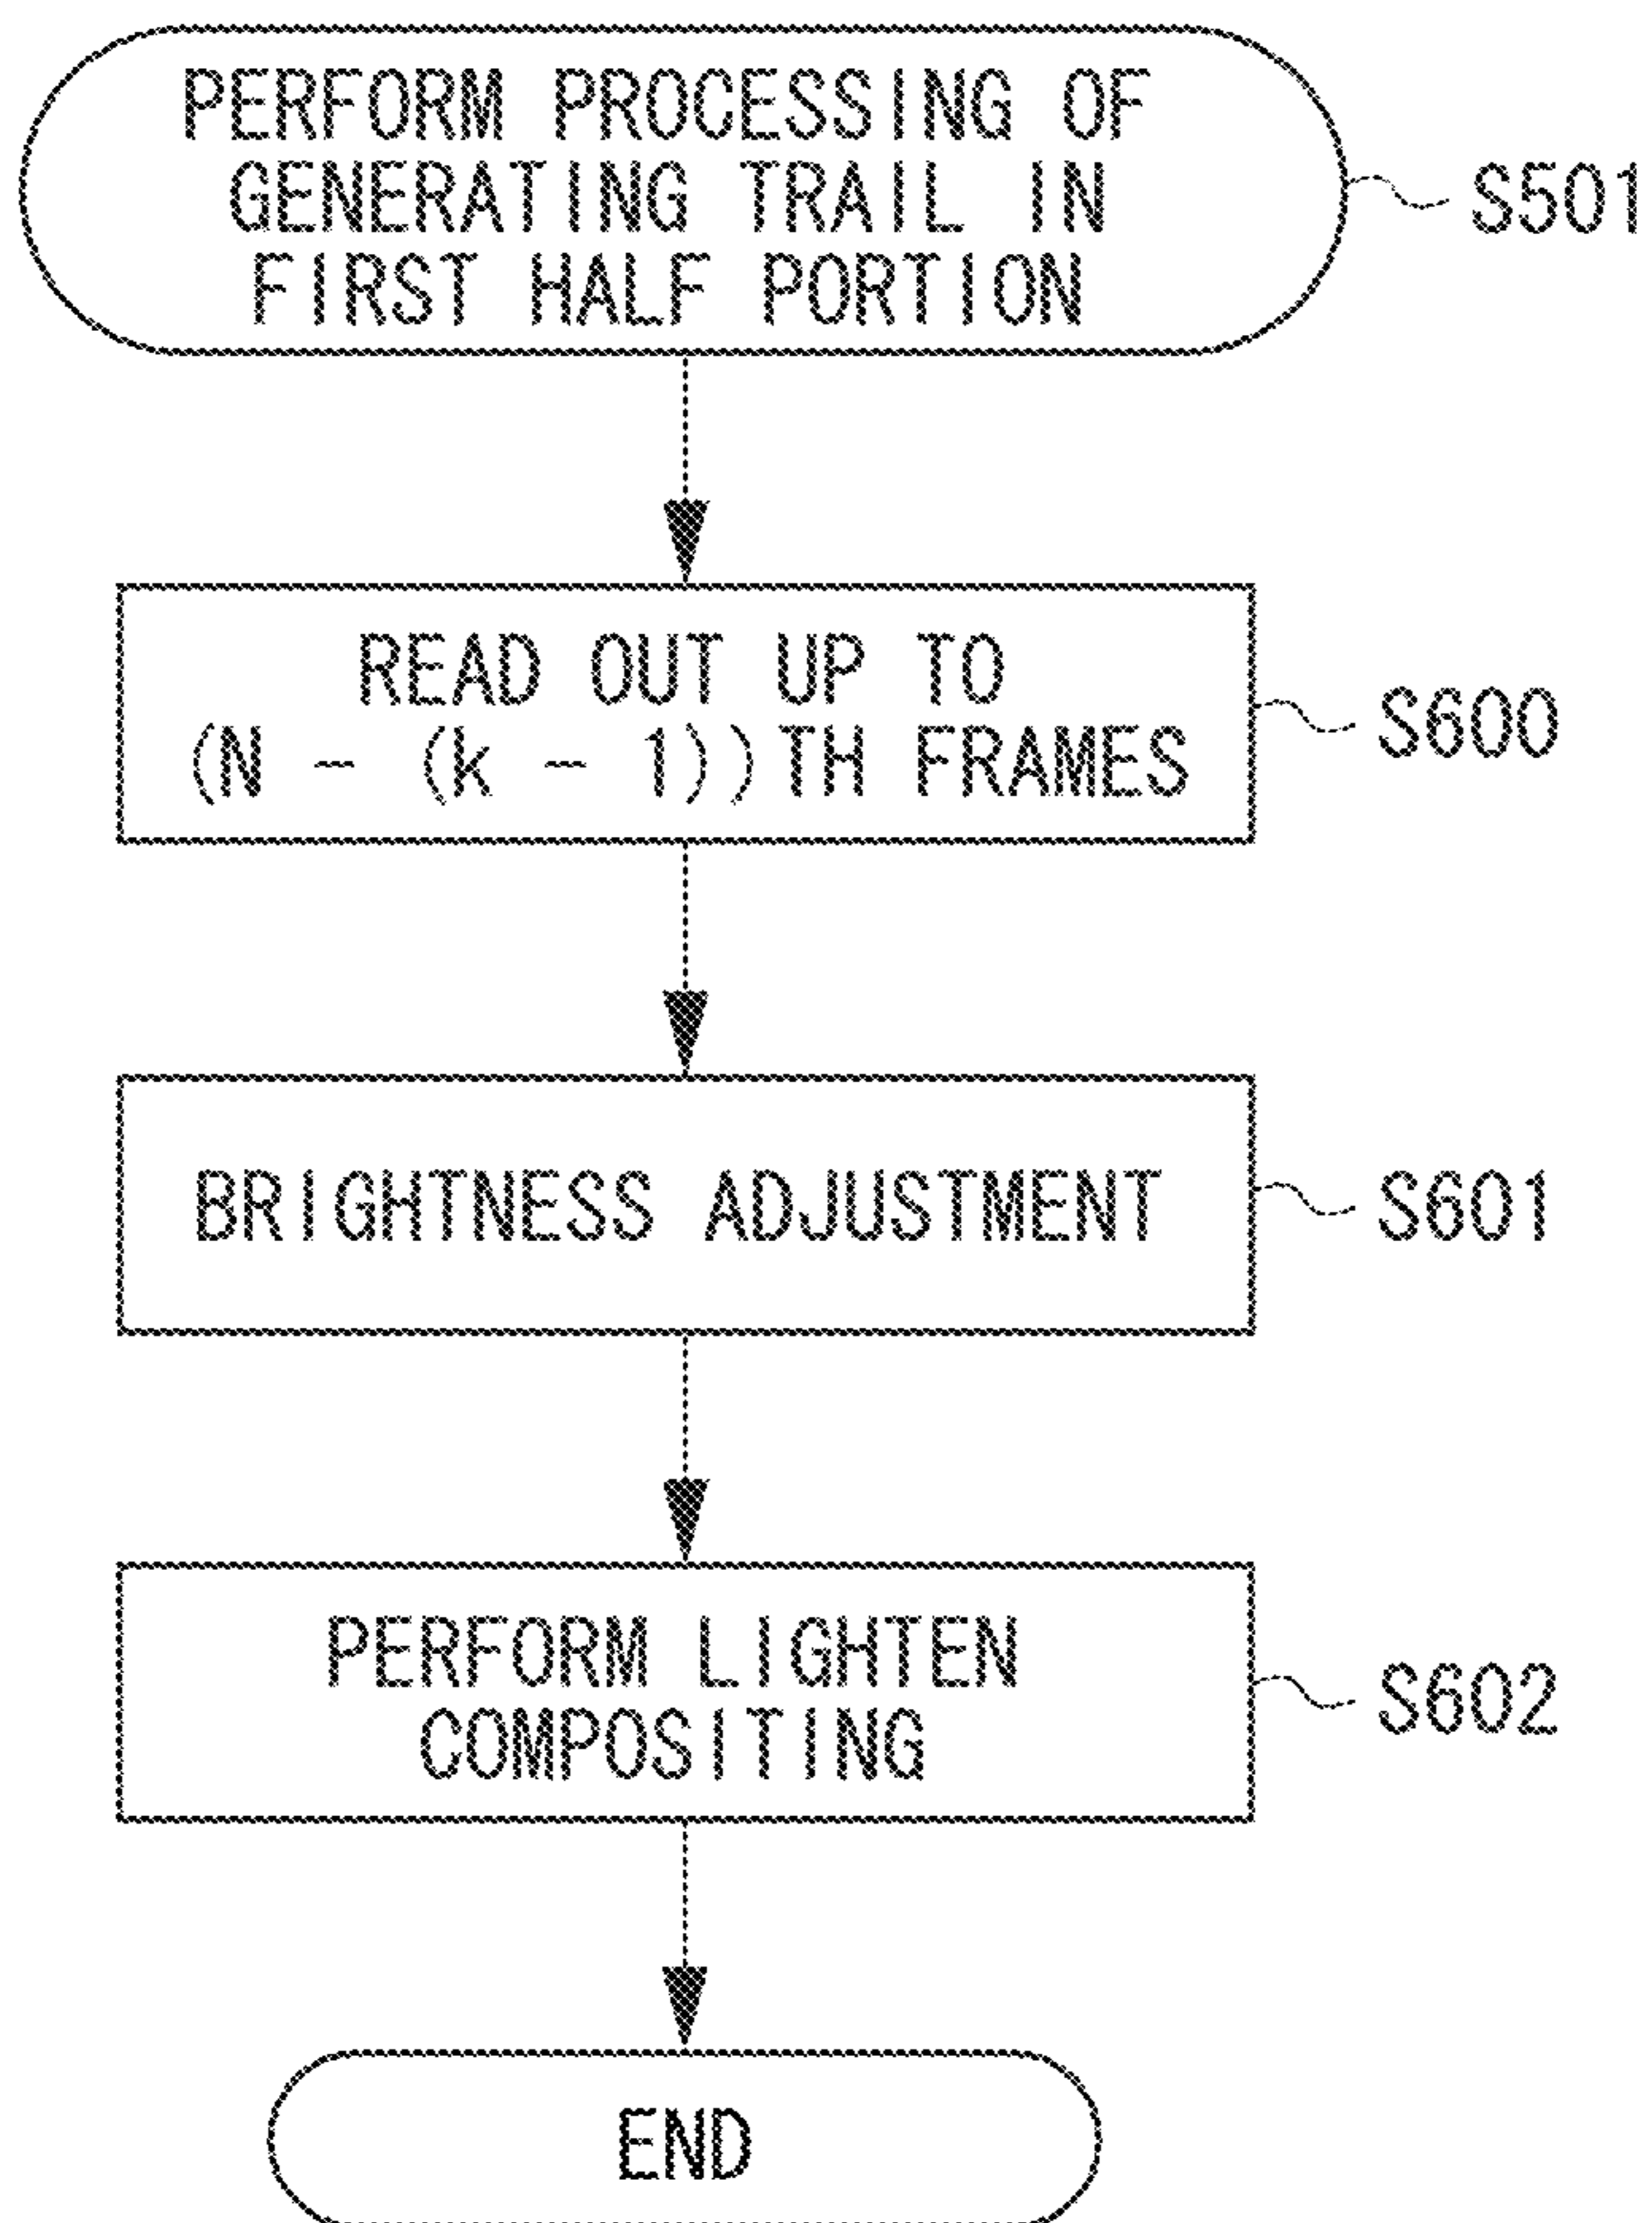 PERFORM PROCESSING OF
GENERATING TRAIL IN
FIRST HALF PORTION
S501
READ OUT UP TO
(N - (k - 1))TH FRAMES
S600
BRIGHTNESS ADJUSTMENT
S601
PERFORM LIGHTEN
COMPOSITING
S602
END